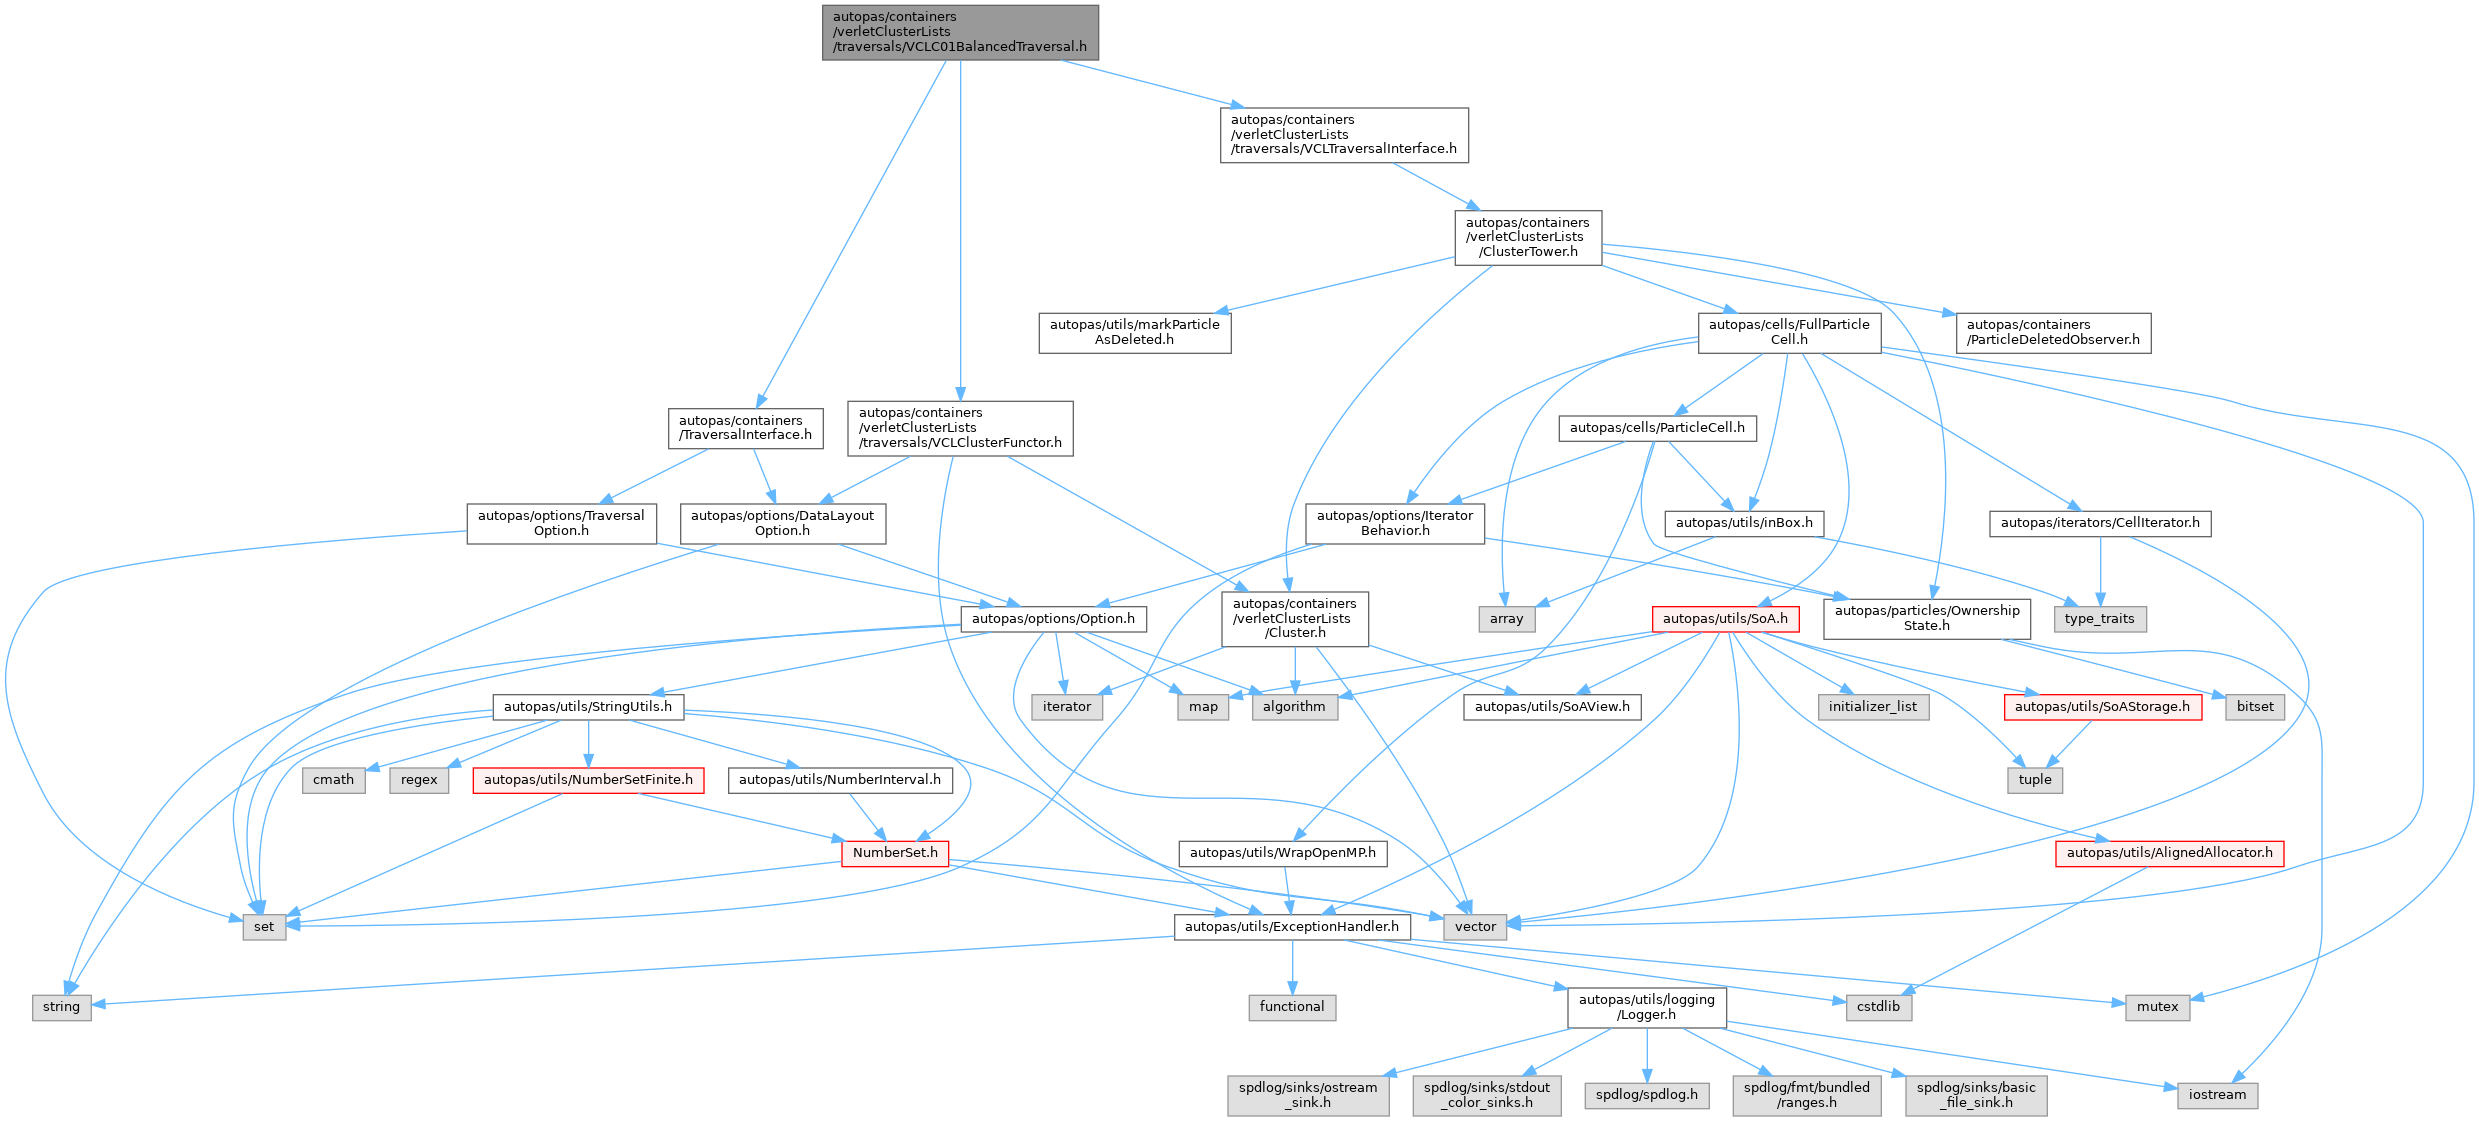 autopas/containers
/verletClusterLists
/traversals/VCLC01BalancedTraversal.h
autopas/containers
/verletClusterLists
/traversals/VCLTraversalInterface.h
autopas/containers
/verletClusterLists
/ClusterTower.h
autopas/utils/markParticle
AsDeleted.h
autopas/cells/FullParticle
Cell.h
autopas/containers
/ParticleDeletedObserver.h
autopas/containers
/TraversalInterface.h
autopas/containers
/verletClusterLists
/traversals/VCLClusterFunctor.h
autopas/cells/ParticleCell.h
autopas/options/Traversal
Option.h
autopas/options/DataLayout
Option.h
autopas/options/Iterator
Behavior.h
autopas/utils/inBox.h
autopas/iterators/CellIterator.h
autopas/options/Option.h
autopas/containers
/verletClusterLists
/Cluster.h
array
autopas/utils/SoA.h
autopas/particles/Ownership
State.h
type_traits
autopas/utils/StringUtils.h
iterator
map
algorithm
autopas/utils/SoAView.h
initializer_list
autopas/utils/SoAStorage.h
bitset
cmath
regex
autopas/utils/NumberSetFinite.h
autopas/utils/NumberInterval.h
tuple
NumberSet.h
autopas/utils/WrapOpenMP.h
autopas/utils/AlignedAllocator.h
set
autopas/utils/ExceptionHandler.h
vector
string
functional
autopas/utils/logging
/Logger.h
cstdlib
mutex
spdlog/sinks/ostream
_sink.h
spdlog/sinks/stdout
_color_sinks.h
spdlog/spdlog.h
spdlog/fmt/bundled
/ranges.h
spdlog/sinks/basic
_file_sink.h
iostream